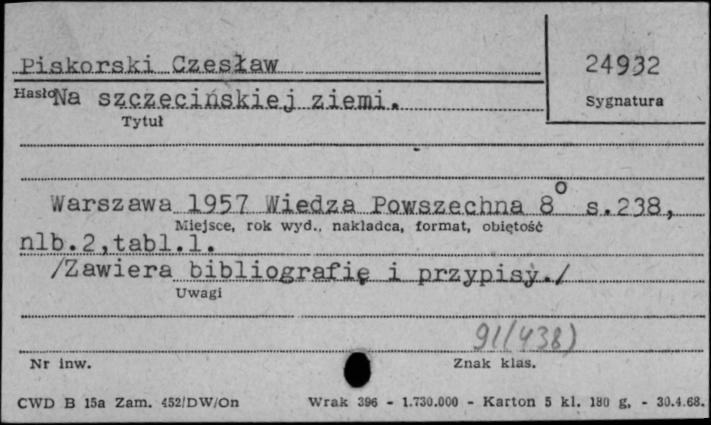 Piskorski Czesław
24932
Hasło
Na szczecińskiej ziemi.
Sygnatura
Tytuł
Warszawa 1957 Wiedza Powszechna 8° s.238,
Miejsce, rok wyd., nakładca, format, objętość
nlb.2,tabl.1.
/Zawiera bibliografię i przypisy./
Uwagi
91(438)
Nr inw.
Znak klas.
CWD B 15a Zam. 452/DW/On Wrak 396 - 1.730.000 - Karton 5 kl. 180 g. - 30.4.68.